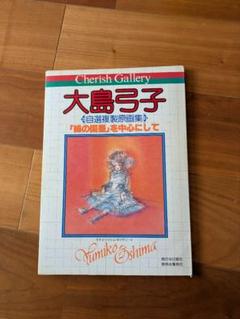 Cherish Gallery
大島弓子
《自選複製原画集》
「綿の国星」を中心にして
Yumiko Oshima